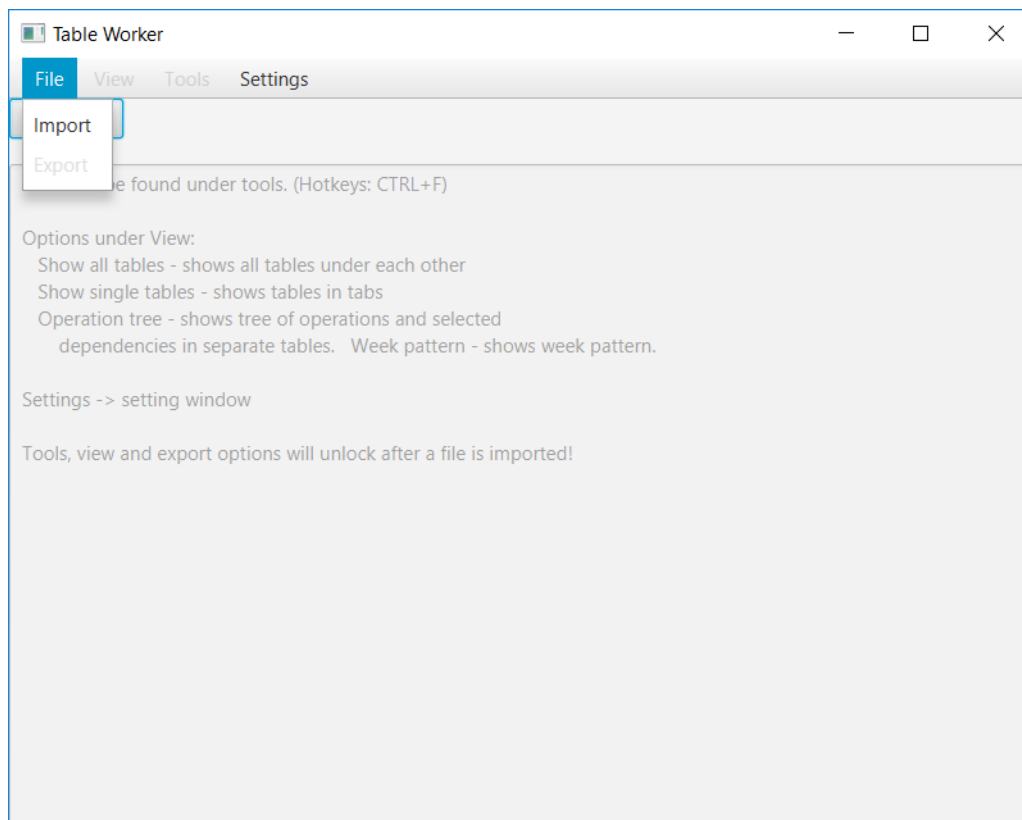 Table Worker
File View Tools Settings
Import
Export
be found under tools. (Hotkeys: CTRL+F)
Options under View:
Show all tables - shows all tables under each other
Show single tables - shows tables in tabs
Operation tree - shows tree of operations and selected
dependencies in separate tables. Week pattern - shows week pattern.
Settings -> setting window
Tools, view and export options will unlock after a file is imported!